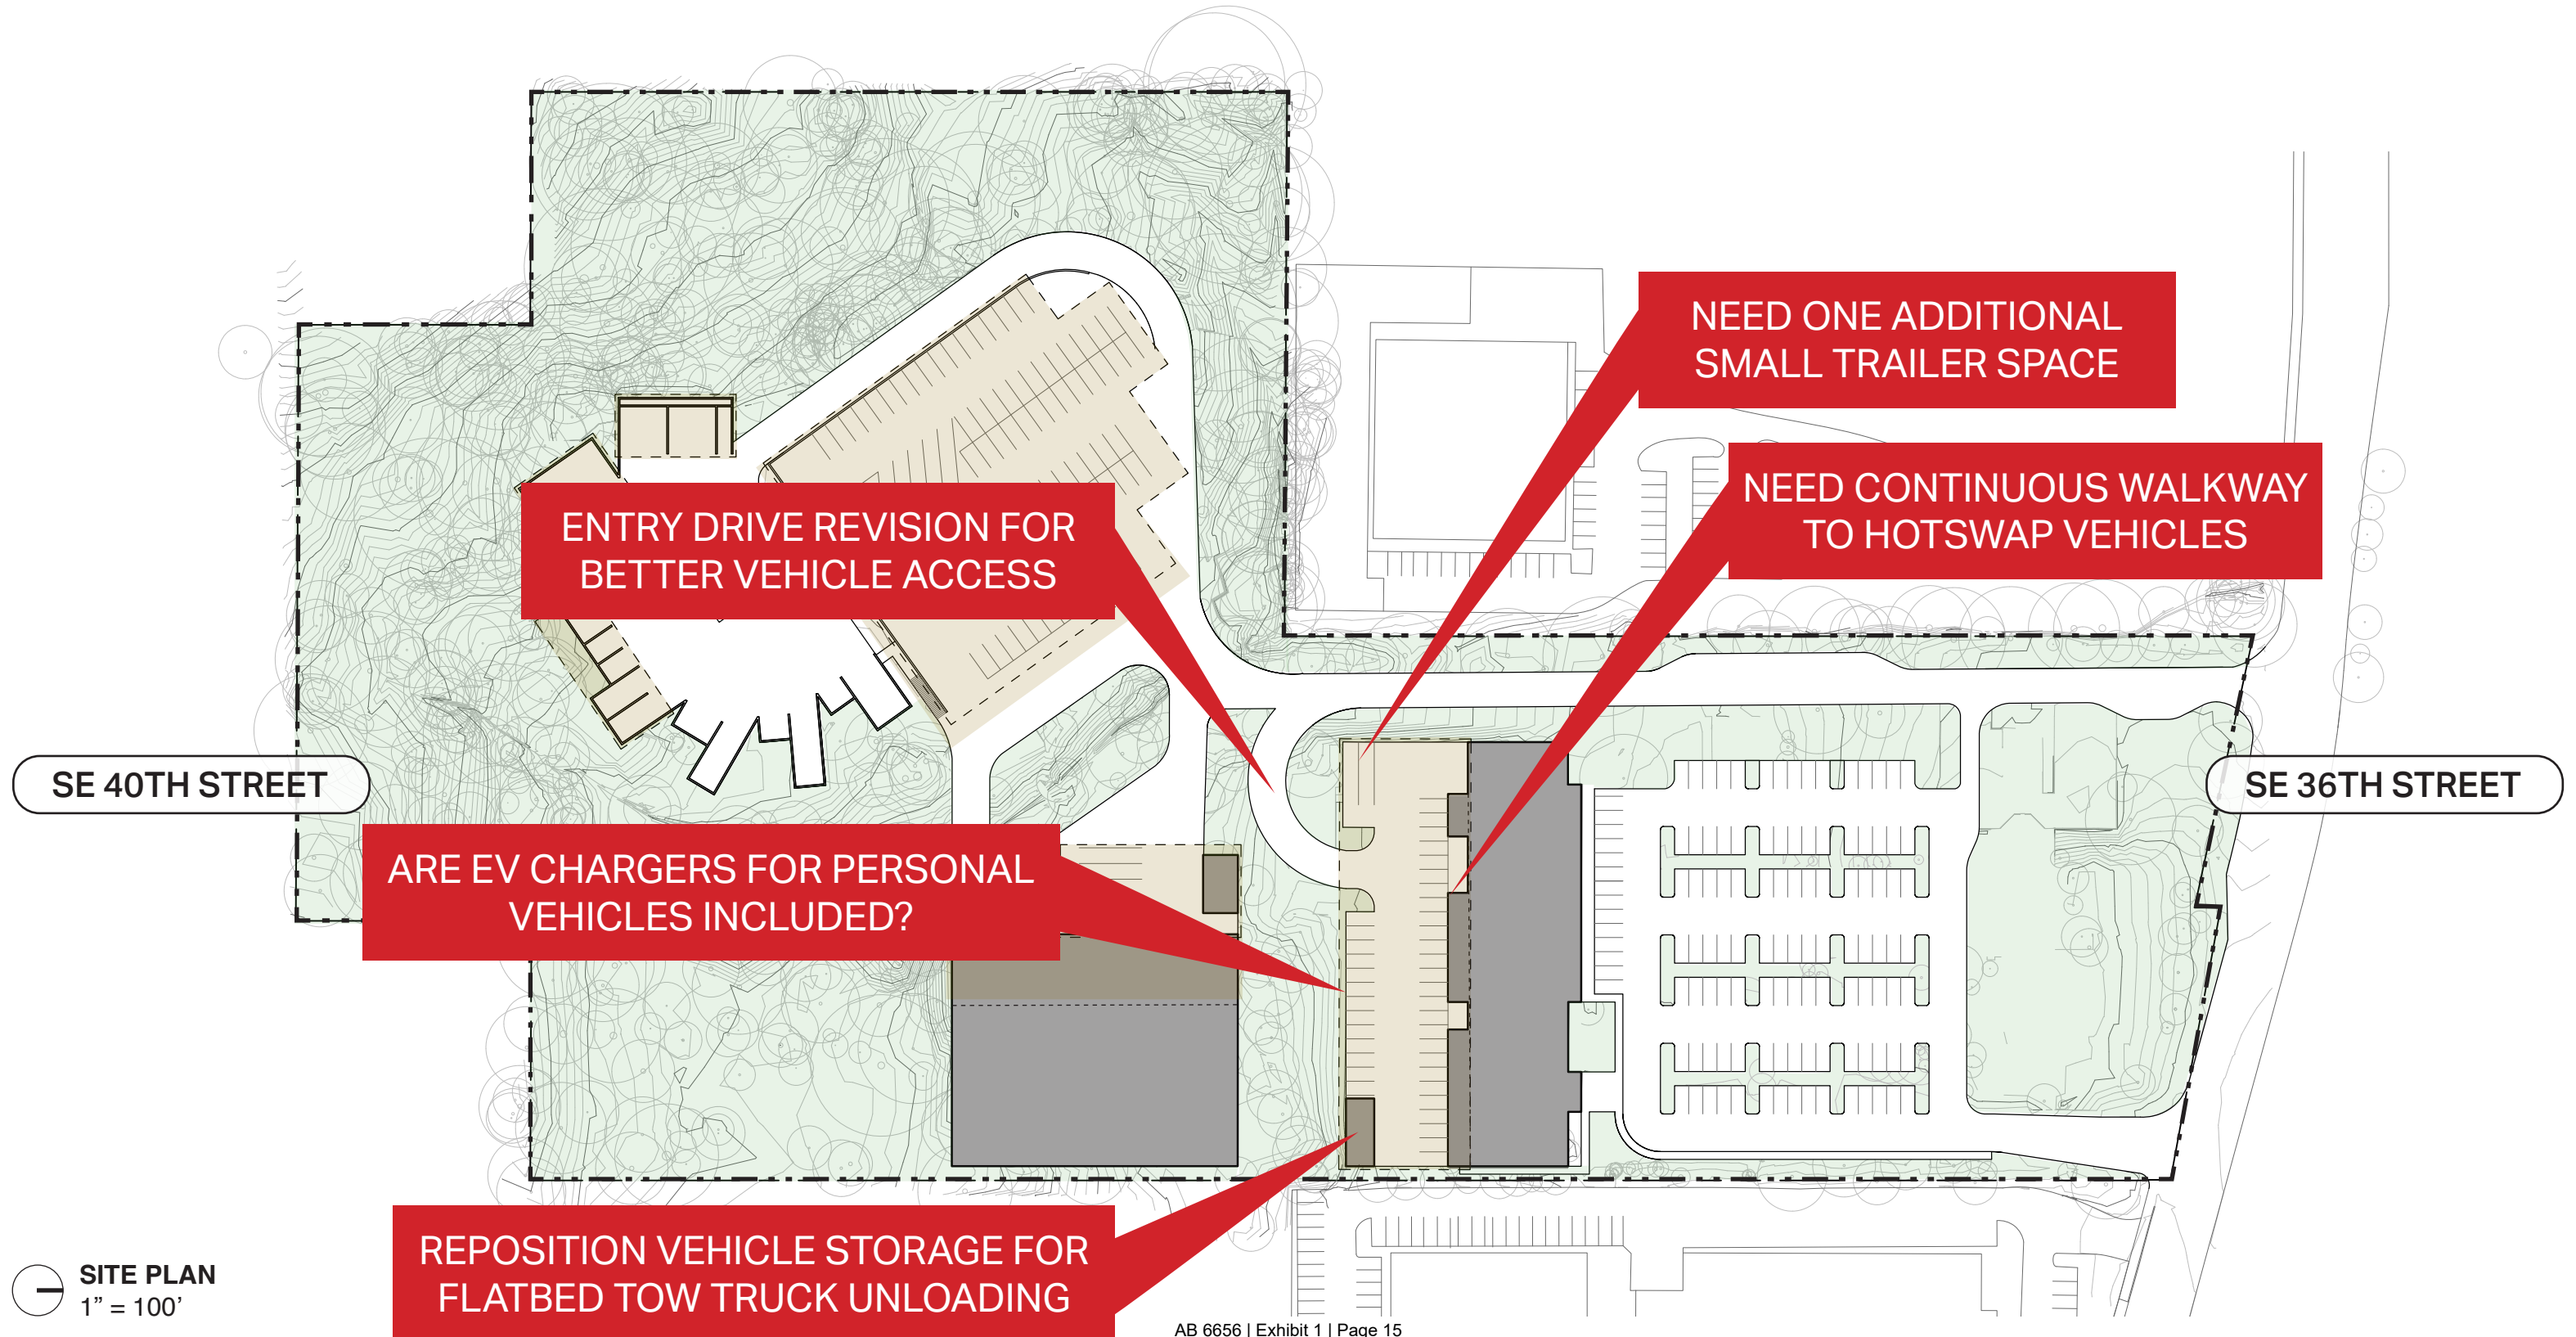 NEED ONE ADDITIONAL
SMALL TRAILER SPACE
NEED CONTINUOUS WALKWAY
TO HOTSWAP VEHICLES
ENTRY DRIVE REVISION FOR
BETTER VEHICLE ACCESS
SE 40TH STREET
SE 36TH STREET
ARE EV CHARGERS FOR PERSONAL
VEHICLES INCLUDED?
REPOSITION VEHICLE STORAGE FOR
FLATBED TOW TRUCK UNLOADING
SITE PLAN
1” = 100’
AB 6656 | Exhibit 1 | Page 15